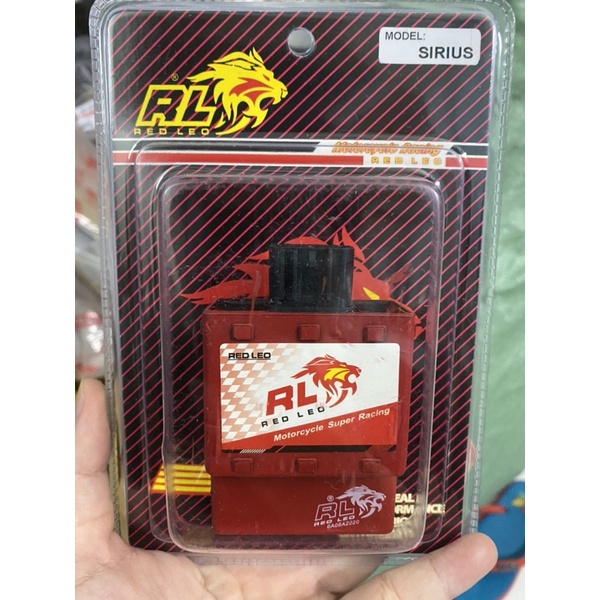 MODEL:
SIRIUS
®
RL
RED LEO
Motorcycle Racing
RED LEO
RED LEO
RL
RED LEO
Motorcycle Super Racing
RL
RED LEO
6A08A2020